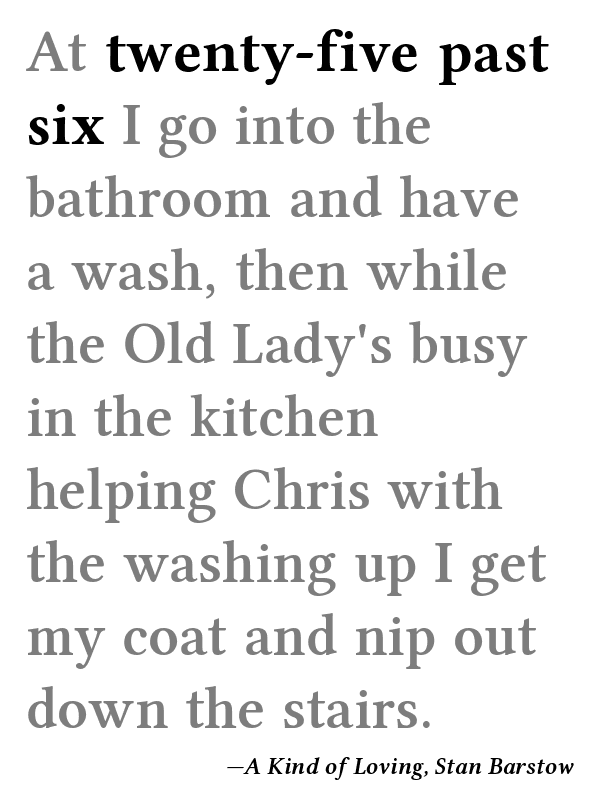 At twenty-five past
six I go into the
bathroom and have
a wash, then while
the Old Lady's busy
in the kitchen
helping Chris with
the washing up I get
my coat and nip out
down the stairs.
—A Kind of Loving, Stan Barstow